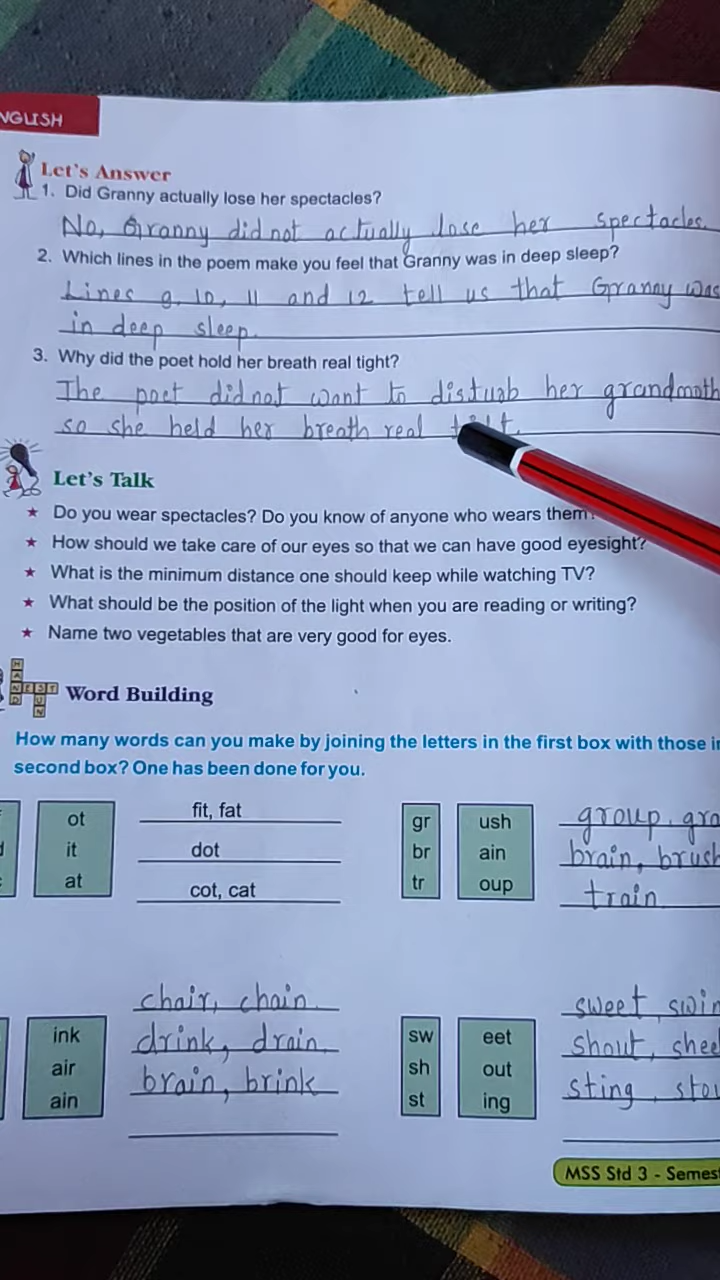 NGLISH
Let's Answer
1. Did Granny actually lose her spectacles?
No, Granny did not actually lose her spectacles.
2. Which lines in the poem make you feel that Granny was in deep sleep?
Lines 9, 10, 11 and 12 tell us that Granny was
in deep sleep.
3. Why did the poet hold her breath real tight?
The poet did not want to distusb her grandmoth
so she held her breath real
Let's Talk
★ Do you wear spectacles? Do you know of anyone who wears them?
★ How should we take care of our eyes so that we can have good eyesight?
★ What is the minimum distance one should keep while watching TV?
★ What should be the position of the light when you are reading or writing?
★ Name two vegetables that are very good for eyes.
Word Building
How many words can you make by joining the letters in the first box with those in
second box? One has been done for you.
ot fit, fat gr ush group, gra
it dot br ain brain, brush
at cot, cat tr oup train
chair, chain sweet, swin
ink drink, drain sw eet shout, shee
air brain, brink sh out sting, sto
ain st ing
MSS Std 3 - Semes